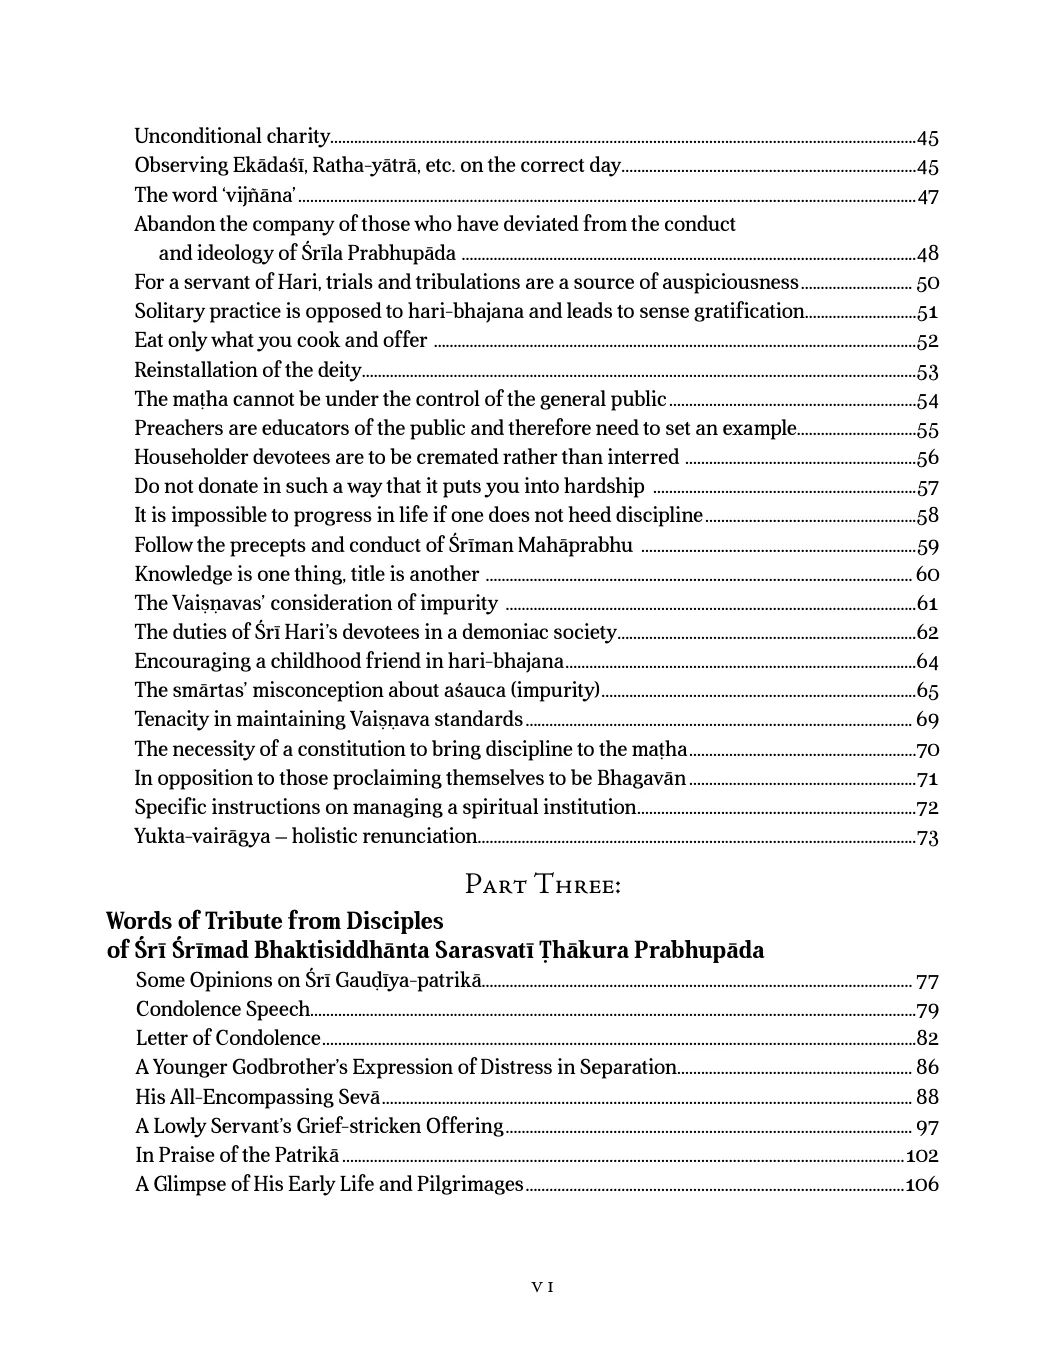 Unconditional charity.....45
Observing Ekādaśī, Ratha-yātrā, etc. on the correct day.....45
The word ‘vijñāna’.....47
Abandon the company of those who have deviated from the conduct
and ideology of Śrīla Prabhupāda.....48
For a servant of Hari, trials and tribulations are a source of auspiciousness.....50
Solitary practice is opposed to hari-bhajana and leads to sense gratification.....51
Eat only what you cook and offer.....52
Reinstallation of the deity.....53
The maṭha cannot be under the control of the general public.....54
Preachers are educators of the public and therefore need to set an example.....55
Householder devotees are to be cremated rather than interred.....56
Do not donate in such a way that it puts you into hardship.....57
It is impossible to progress in life if one does not heed discipline.....58
Follow the precepts and conduct of Śrīman Mahāprabhu.....59
Knowledge is one thing, title is another.....60
The Vaiṣṇavas’ consideration of impurity.....61
The duties of Śrī Hari’s devotees in a demoniac society.....62
Encouraging a childhood friend in hari-bhajana.....64
The smārtas’ misconception about aśauca (impurity).....65
Tenacity in maintaining Vaiṣṇava standards.....69
The necessity of a constitution to bring discipline to the maṭha.....70
In opposition to those proclaiming themselves to be Bhagavān.....71
Specific instructions on managing a spiritual institution.....72
Yukta-vairāgya – holistic renunciation.....73
Part Three:
Words of Tribute from Disciples
of Śrī Śrīmad Bhaktisiddhānta Sarasvatī Ṭhākura Prabhupāda
Some Opinions on Śrī Gauḍīya-patrikā.....77
Condolence Speech.....79
Letter of Condolence.....82
A Younger Godbrother’s Expression of Distress in Separation.....86
His All-Encompassing Sevā.....88
A Lowly Servant’s Grief-stricken Offering.....97
In Praise of the Patrikā.....102
A Glimpse of His Early Life and Pilgrimages.....106
VI